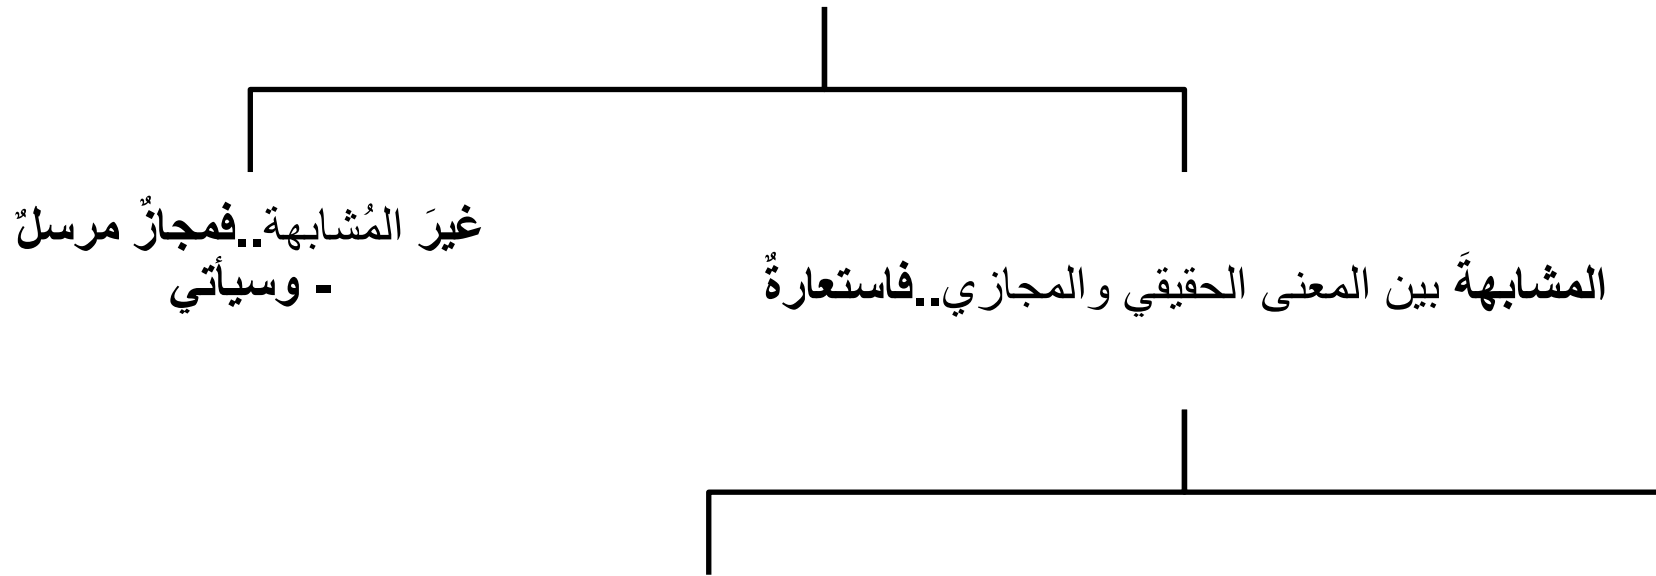 المشابهةَ بين المعنى الحقيقي والمجازي..فاستعارةٌ
غيرَ المُشابهة..فمجازٌ مرسلٌ
- وسيأتي